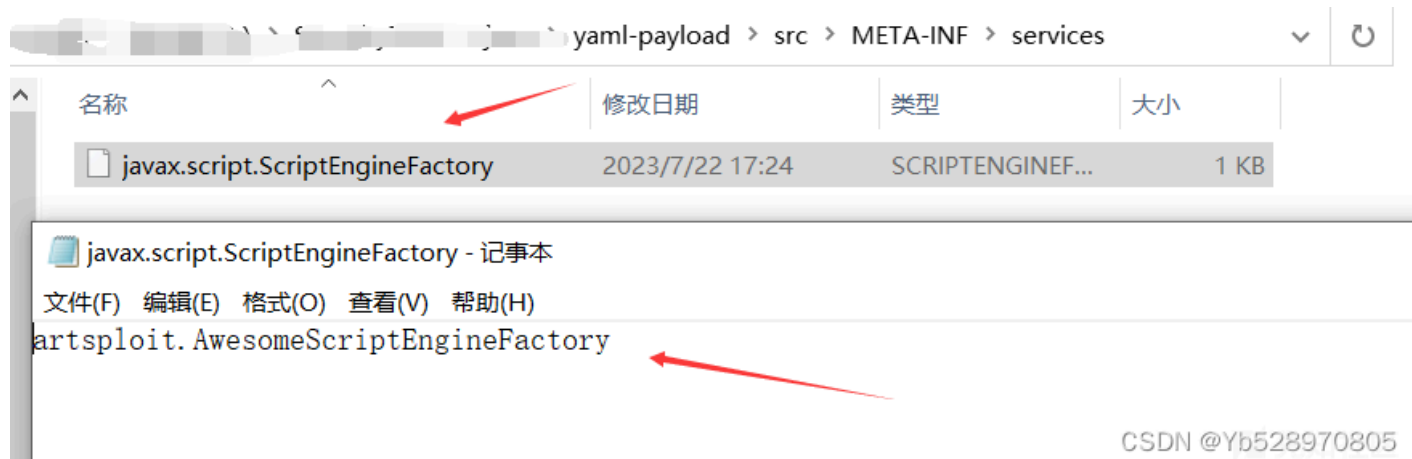 yaml-payload > src > META-INF > services
名称 修改日期 类型 大小
javax.script.ScriptEngineFactory 2023/7/22 17:24 SCRIPTENGINEF... 1 KB
javax.script.ScriptEngineFactory - 记事本
文件(F) 编辑(E) 格式(O) 查看(V) 帮助(H)
artsploit.AwesomeScriptEngineFactory
CSDN @Yb528970805